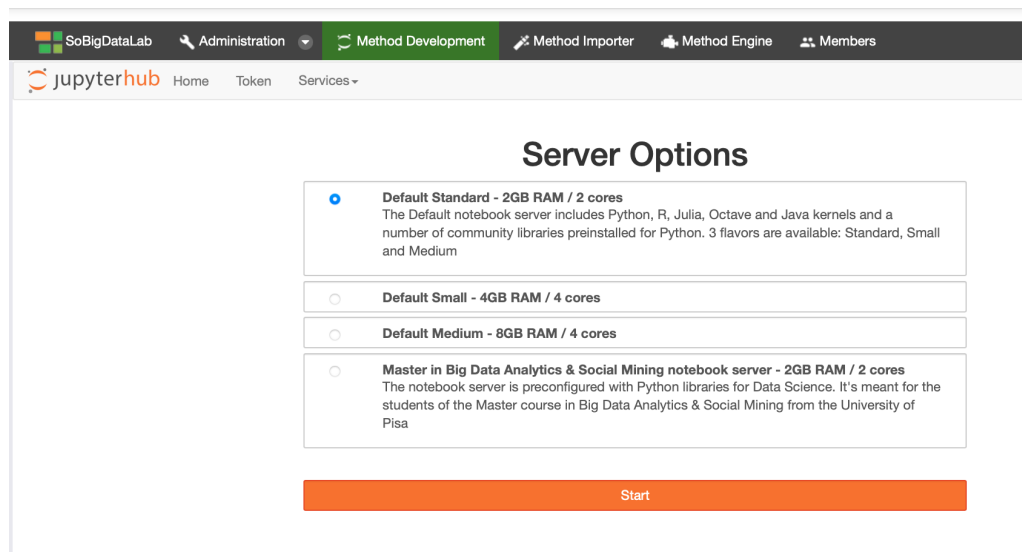 SoBigDataLab Administration Method Development Method Importer Method Engine Members
jupyterhub Home Token Services
Server Options
Default Standard - 2GB RAM / 2 cores
The Default notebook server includes Python, R, Julia, Octave and Java kernels and a
number of community libraries preinstalled for Python. 3 flavors are available: Standard, Small
and Medium
Default Small - 4GB RAM / 4 cores
Default Medium - 8GB RAM / 4 cores
Master in Big Data Analytics & Social Mining notebook server - 2GB RAM / 2 cores
The notebook server is preconfigured with Python libraries for Data Science. It's meant for the
students of the Master course in Big Data Analytics & Social Mining from the University of
Pisa
Start